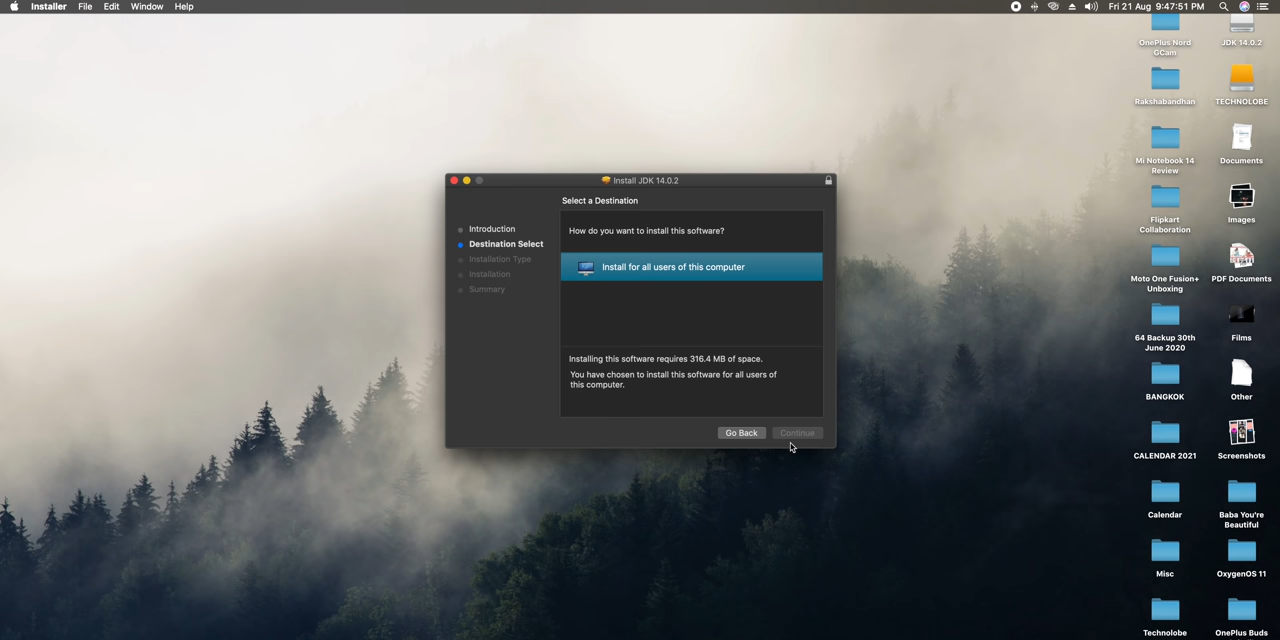 Installer File Edit Window Help
Fri 21 Aug 9:47:51 PM
Install JDK 14.0.2
Select a Destination
Introduction
Destination Select
Installation Type
Installation
Summary
How do you want to install this software?
Install for all users of this computer
Installing this software requires 316.4 MB of space.
You have chosen to install this software for all users of
this computer.
Go Back
Continue
OnePlus Nord
GCam
JDK 14.0.2
Rakshabandhan
TECHNOLOBE
Mi Notebook 14
Review
Documents
Flipkart
Collaboration
Images
Moto One Fusion+
Unboxing
PDF Documents
64 Backup 30th
June 2020
Films
BANGKOK
Other
CALENDAR 2021
Screenshots
Calendar
Baba You're
Beautiful
Misc
OxygenOS 11
Technolobe
OnePlus Buds